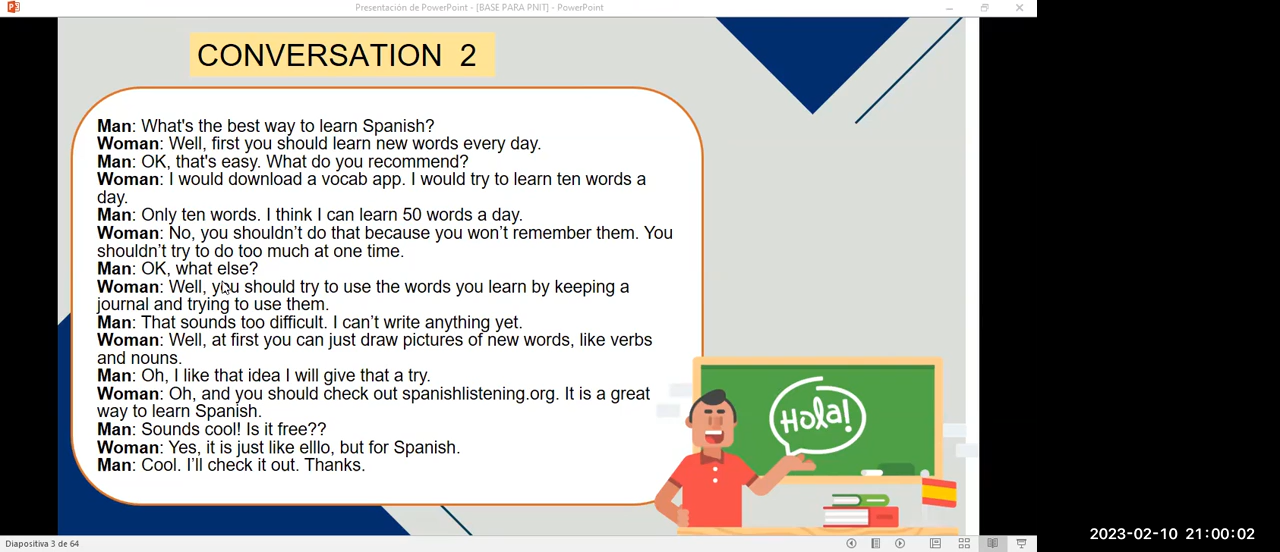 Presentación de PowerPoint - [BASE PARA PNIT] - PowerPoint
CONVERSATION 2
Man: What's the best way to learn Spanish?
Woman: Well, first you should learn new words every day.
Man: OK, that's easy. What do you recommend?
Woman: I would download a vocab app. I would try to learn ten words a
day.
Man: Only ten words. I think I can learn 50 words a day.
Woman: No, you shouldn’t do that because you won’t remember them. You
shouldn’t try to do too much at one time.
Man: OK, what else?
Woman: Well, you should try to use the words you learn by keeping a
journal and trying to use them.
Man: That sounds too difficult. I can’t write anything yet.
Woman: Well, at first you can just draw pictures of new words, like verbs
and nouns.
Man: Oh, I like that idea I will give that a try.
Woman: Oh, and you should check out spanishlistening.org. It is a great
way to learn Spanish.
Man: Sounds cool! Is it free??
Woman: Yes, it is just like elllo, but for Spanish.
Man: Cool. I’ll check it out. Thanks.
Hola!
Diapositiva 3 de 64
2023-02-10 21:00:02